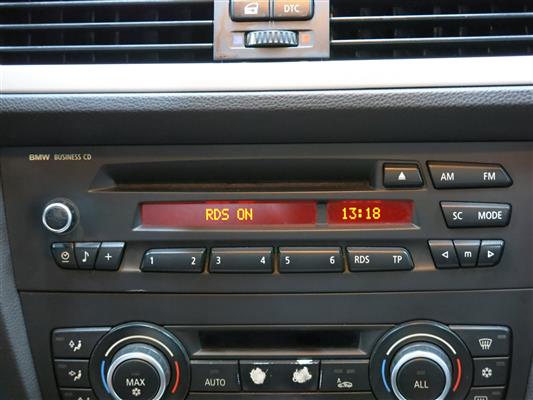 DTC
BMW BUSINESS CD
AM FM
RDS ON 13:18
SC MODE
1 2 3 4 5 6 RDS TP
m
MAX AUTO ALL